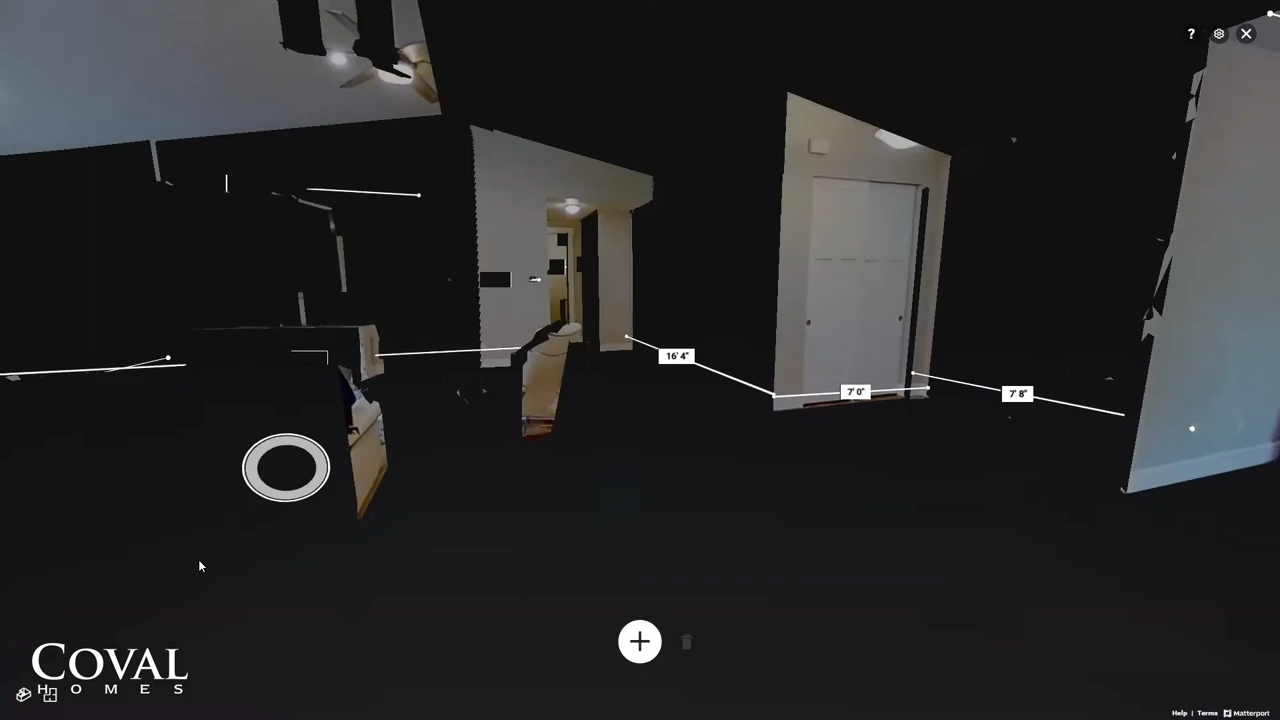 ?
16' 4"
7' 0"
7' 8"
COVAL
HOMES
Help | Terms Matterport